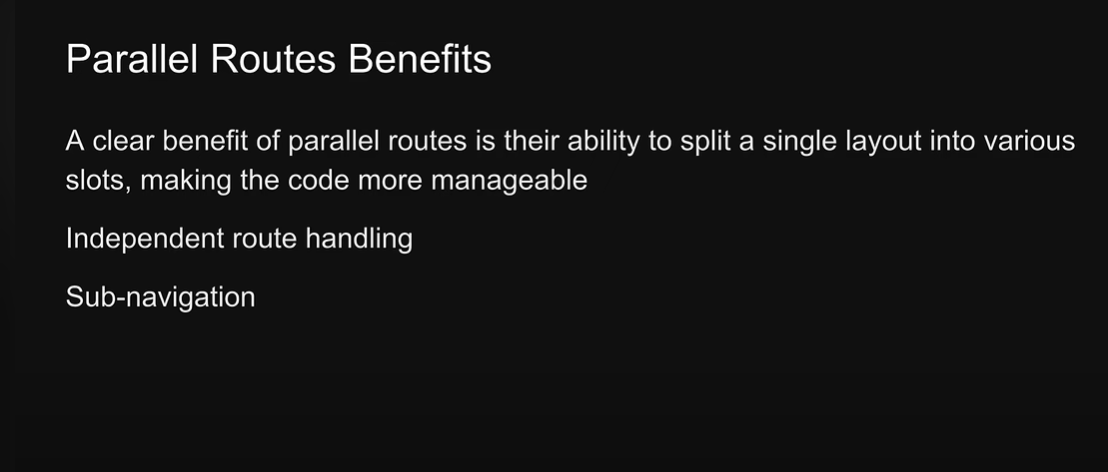 Parallel Routes Benefits
A clear benefit of parallel routes is their ability to split a single layout into various
slots, making the code more manageable
Independent route handling
Sub-navigation